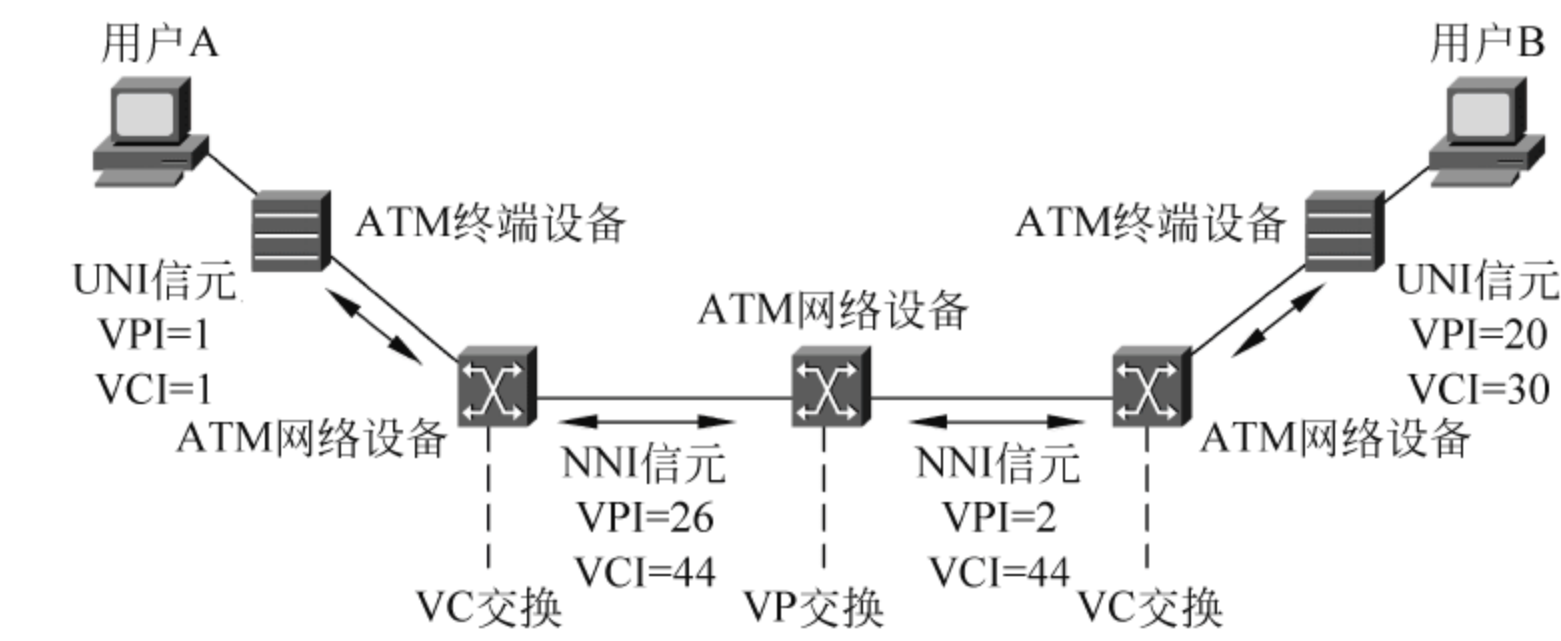 用户A
用户B
ATM终端设备
ATM终端设备
UNI信元
VPI=1
VCI=1
ATM网络设备
UNI信元
VPI=20
VCI=30
ATM网络设备
NNI信元
VPI=26
VCI=44
NNI信元
VPI=2
VCI=44
ATM网络设备
VC交换
VP交换
VC交换